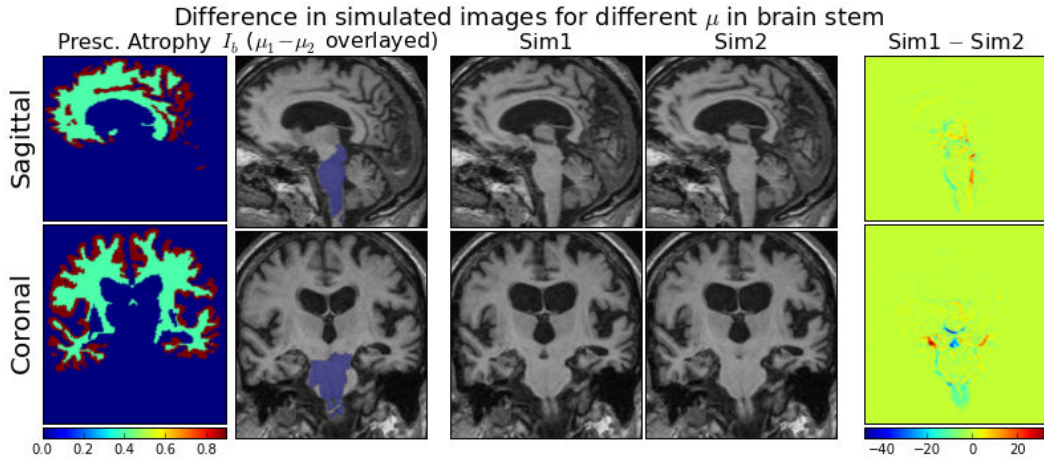 Difference in simulated images for different μ in brain stem
Presc. Atrophy I_b (μ₁−μ₂ overlayed) Sim1 Sim2 Sim1 − Sim2
Sagittal
Coronal
0.0 0.2 0.4 0.6 0.8 −40 −20 0 20